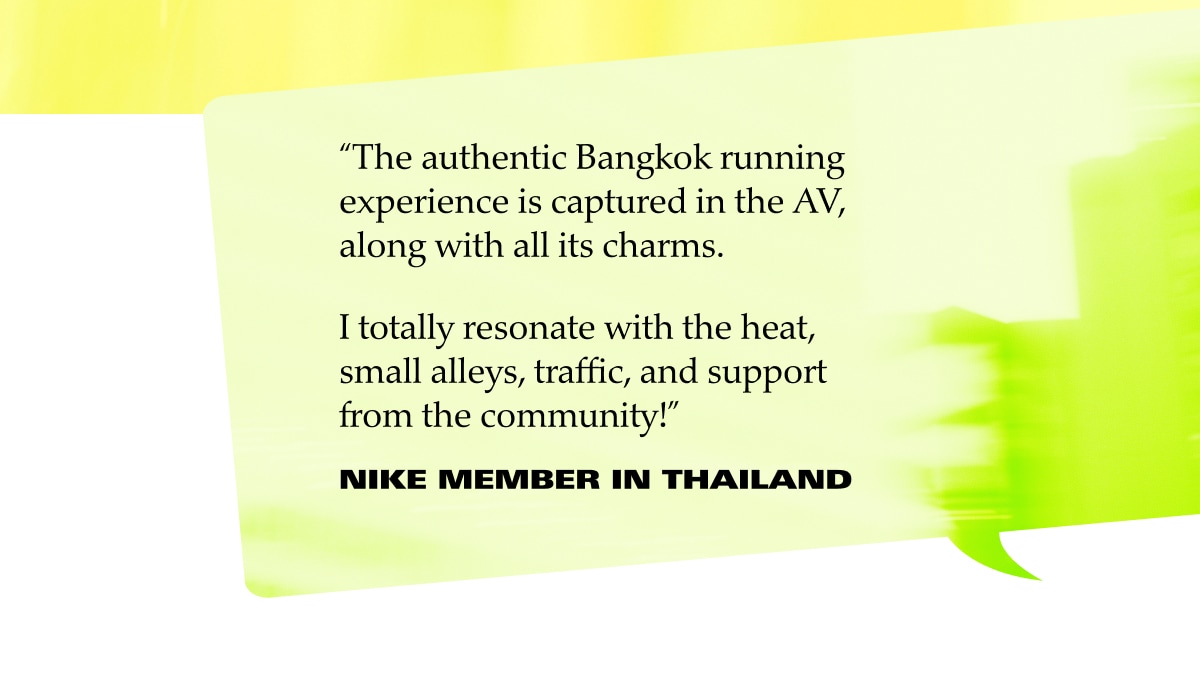 “The authentic Bangkok running
experience is captured in the AV,
along with all its charms.
I totally resonate with the heat,
small alleys, traffic, and support
from the community!”
NIKE MEMBER IN THAILAND